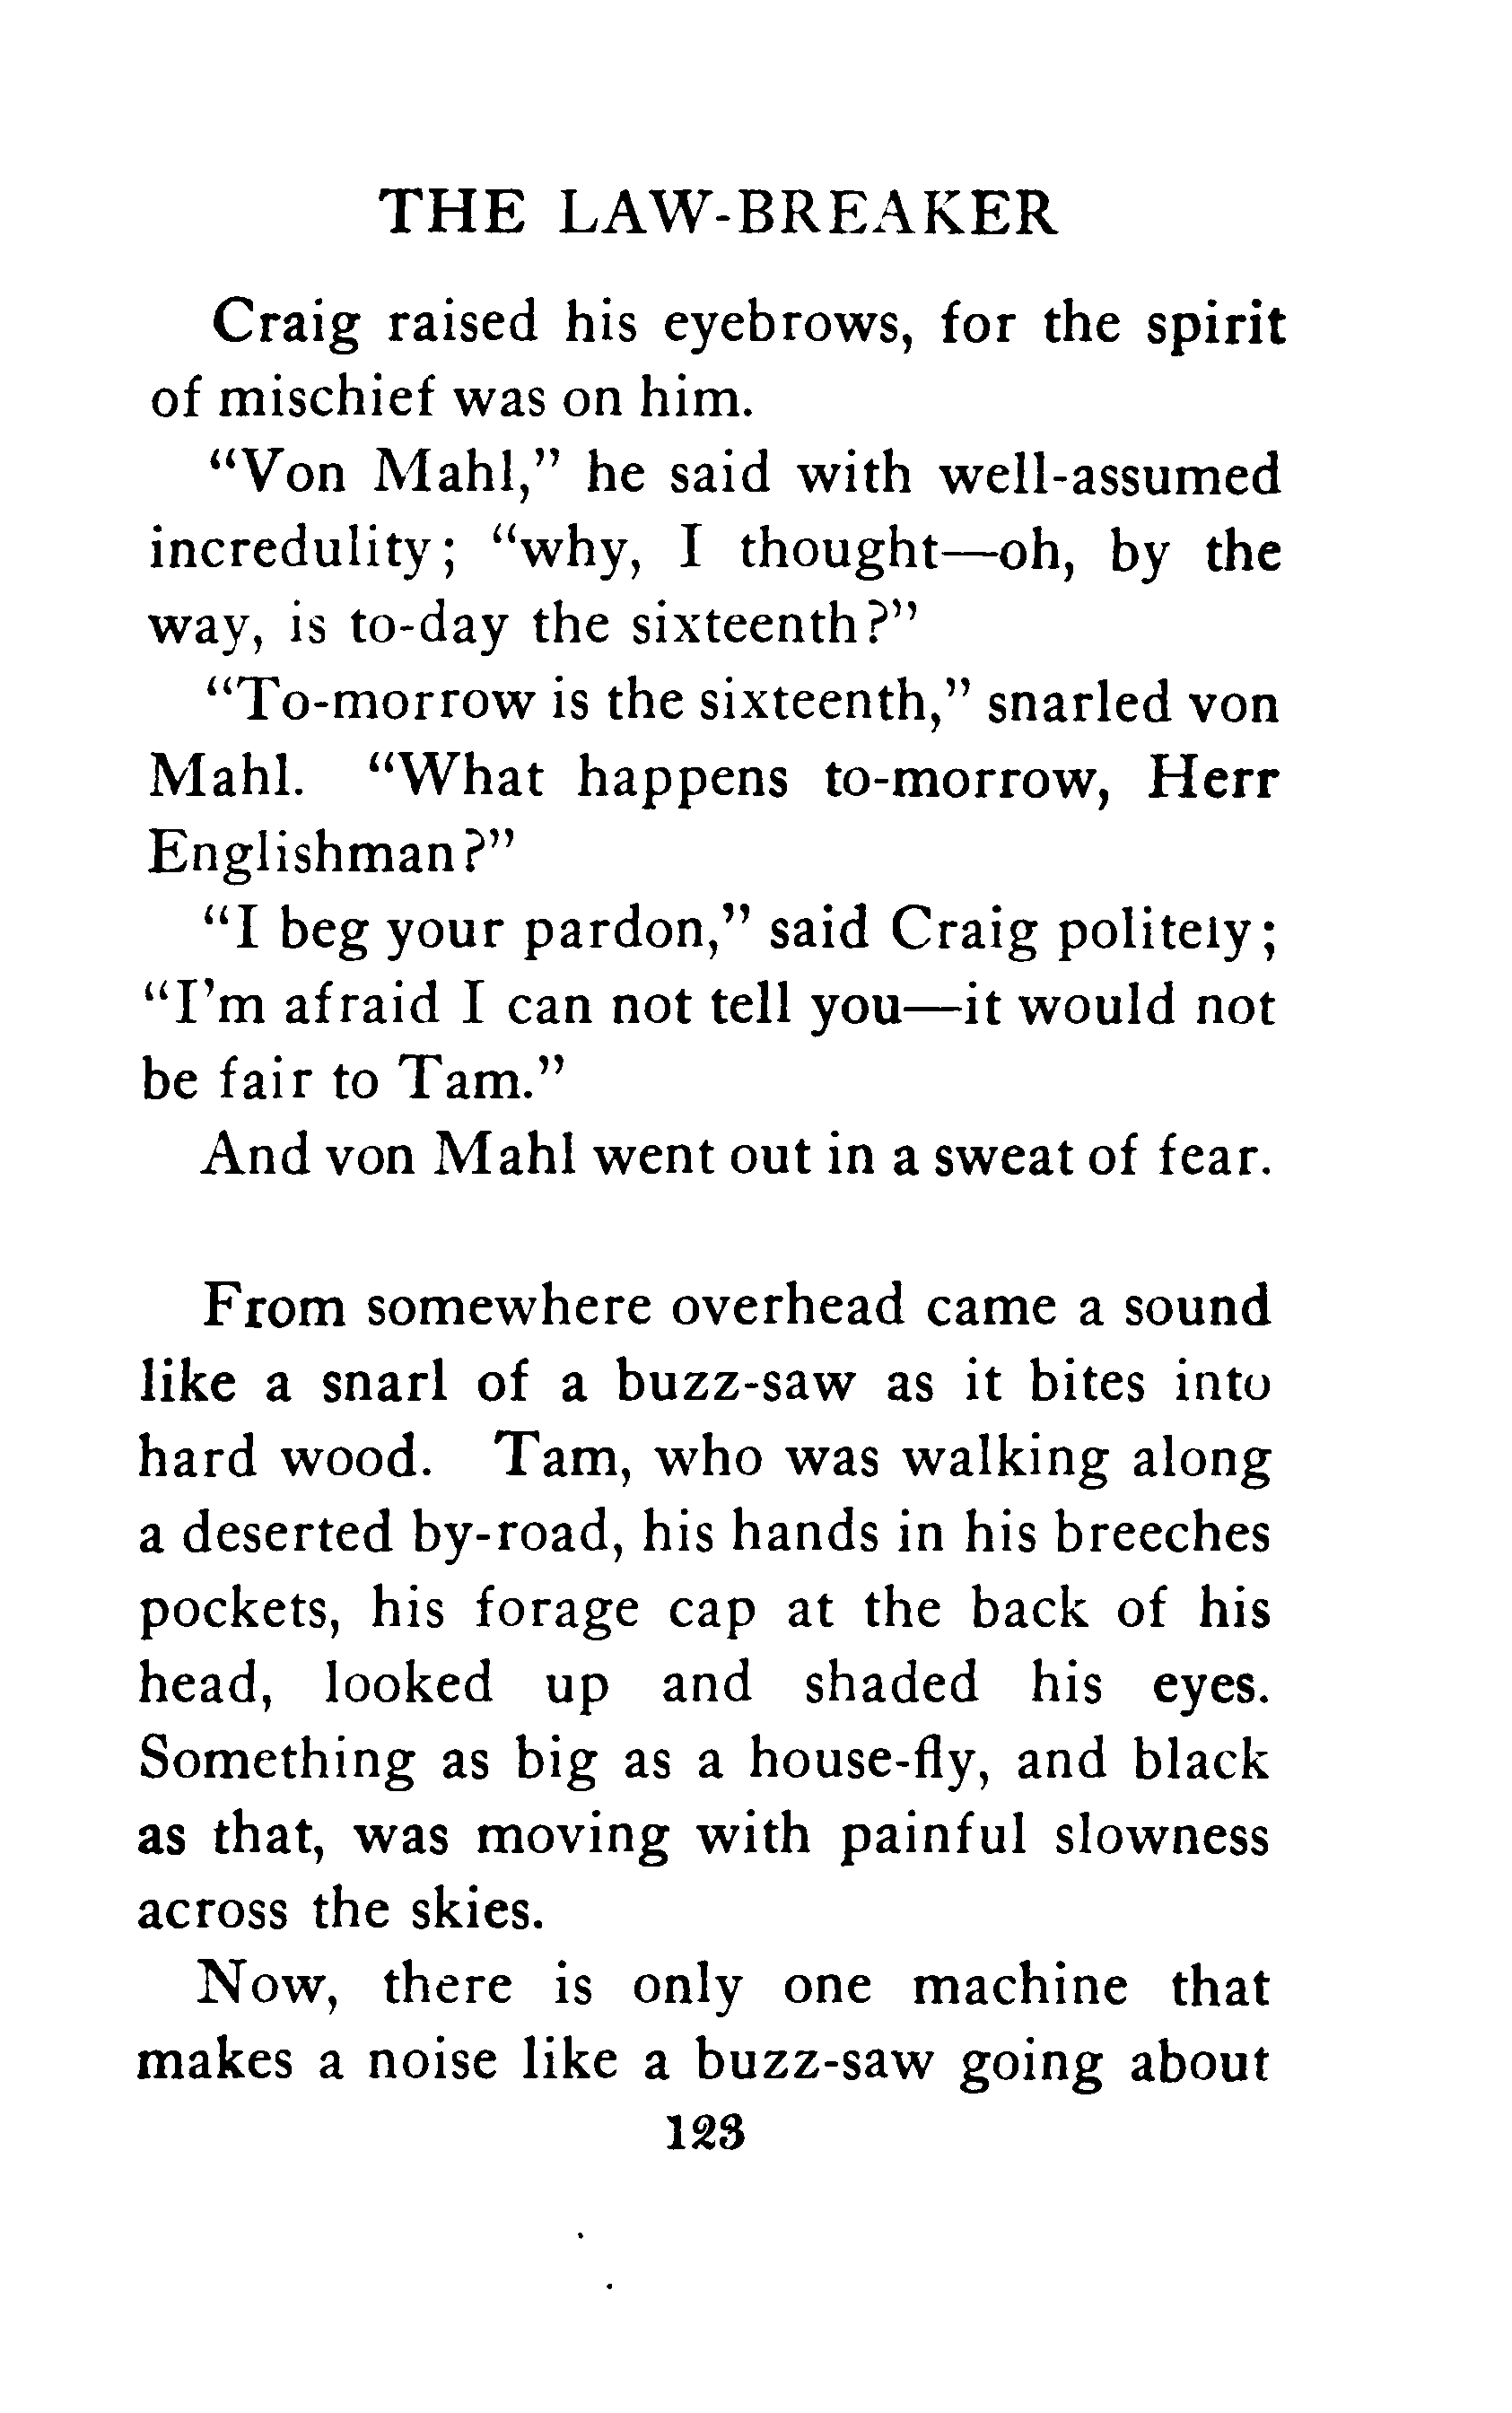 THE LAW-BREAKER
Craig raised his eyebrows, for the spirit
of mischief was on him.
"Von Mahl," he said with well-assumed
incredulity; "why, I thought—oh, by the
way, is to-day the sixteenth?"
"To-morrow is the sixteenth," snarled von
Mahl. "What happens to-morrow, Herr
Englishman?"
"I beg your pardon," said Craig politely;
"I'm afraid I can not tell you—it would not
be fair to Tam."
And von Mahl went out in a sweat of fear.
From somewhere overhead came a sound
like a snarl of a buzz-saw as it bites into
hard wood. Tam, who was walking along
a deserted by-road, his hands in his breeches
pockets, his forage cap at the back of his
head, looked up and shaded his eyes.
Something as big as a house-fly, and black
as that, was moving with painful slowness
across the skies.
Now, there is only one machine that
makes a noise like a buzz-saw going about
123